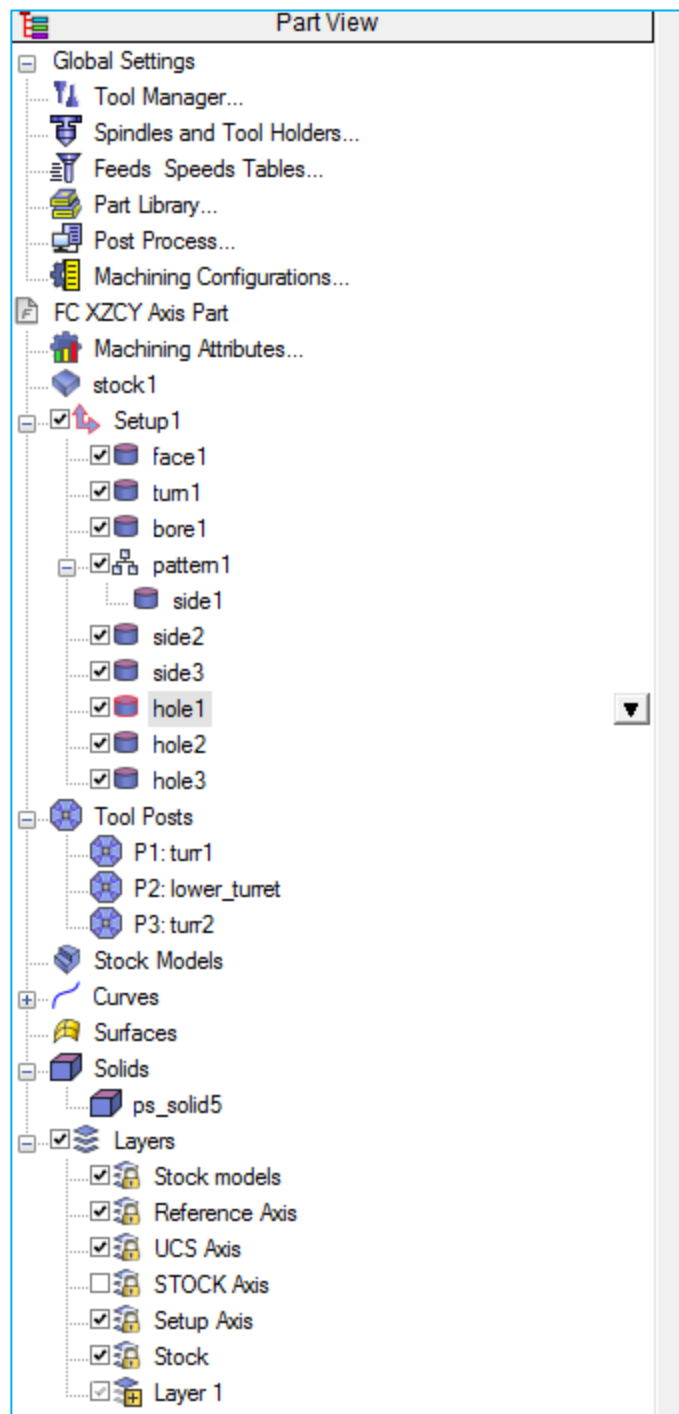 Part View
Global Settings
Tool Manager...
Spindles and Tool Holders...
Feeds Speeds Tables...
Part Library...
Post Process...
Machining Configurations...
FC XZCY Axis Part
Machining Attributes...
stock1
Setup1
face1
turn1
bore1
pattern1
side1
side2
side3
hole1
hole2
hole3
Tool Posts
P1: turr1
P2: lower_turret
P3: turr2
Stock Models
Curves
Surfaces
Solids
ps_solid5
Layers
Stock models
Reference Axis
UCS Axis
STOCK Axis
Setup Axis
Stock
Layer 1